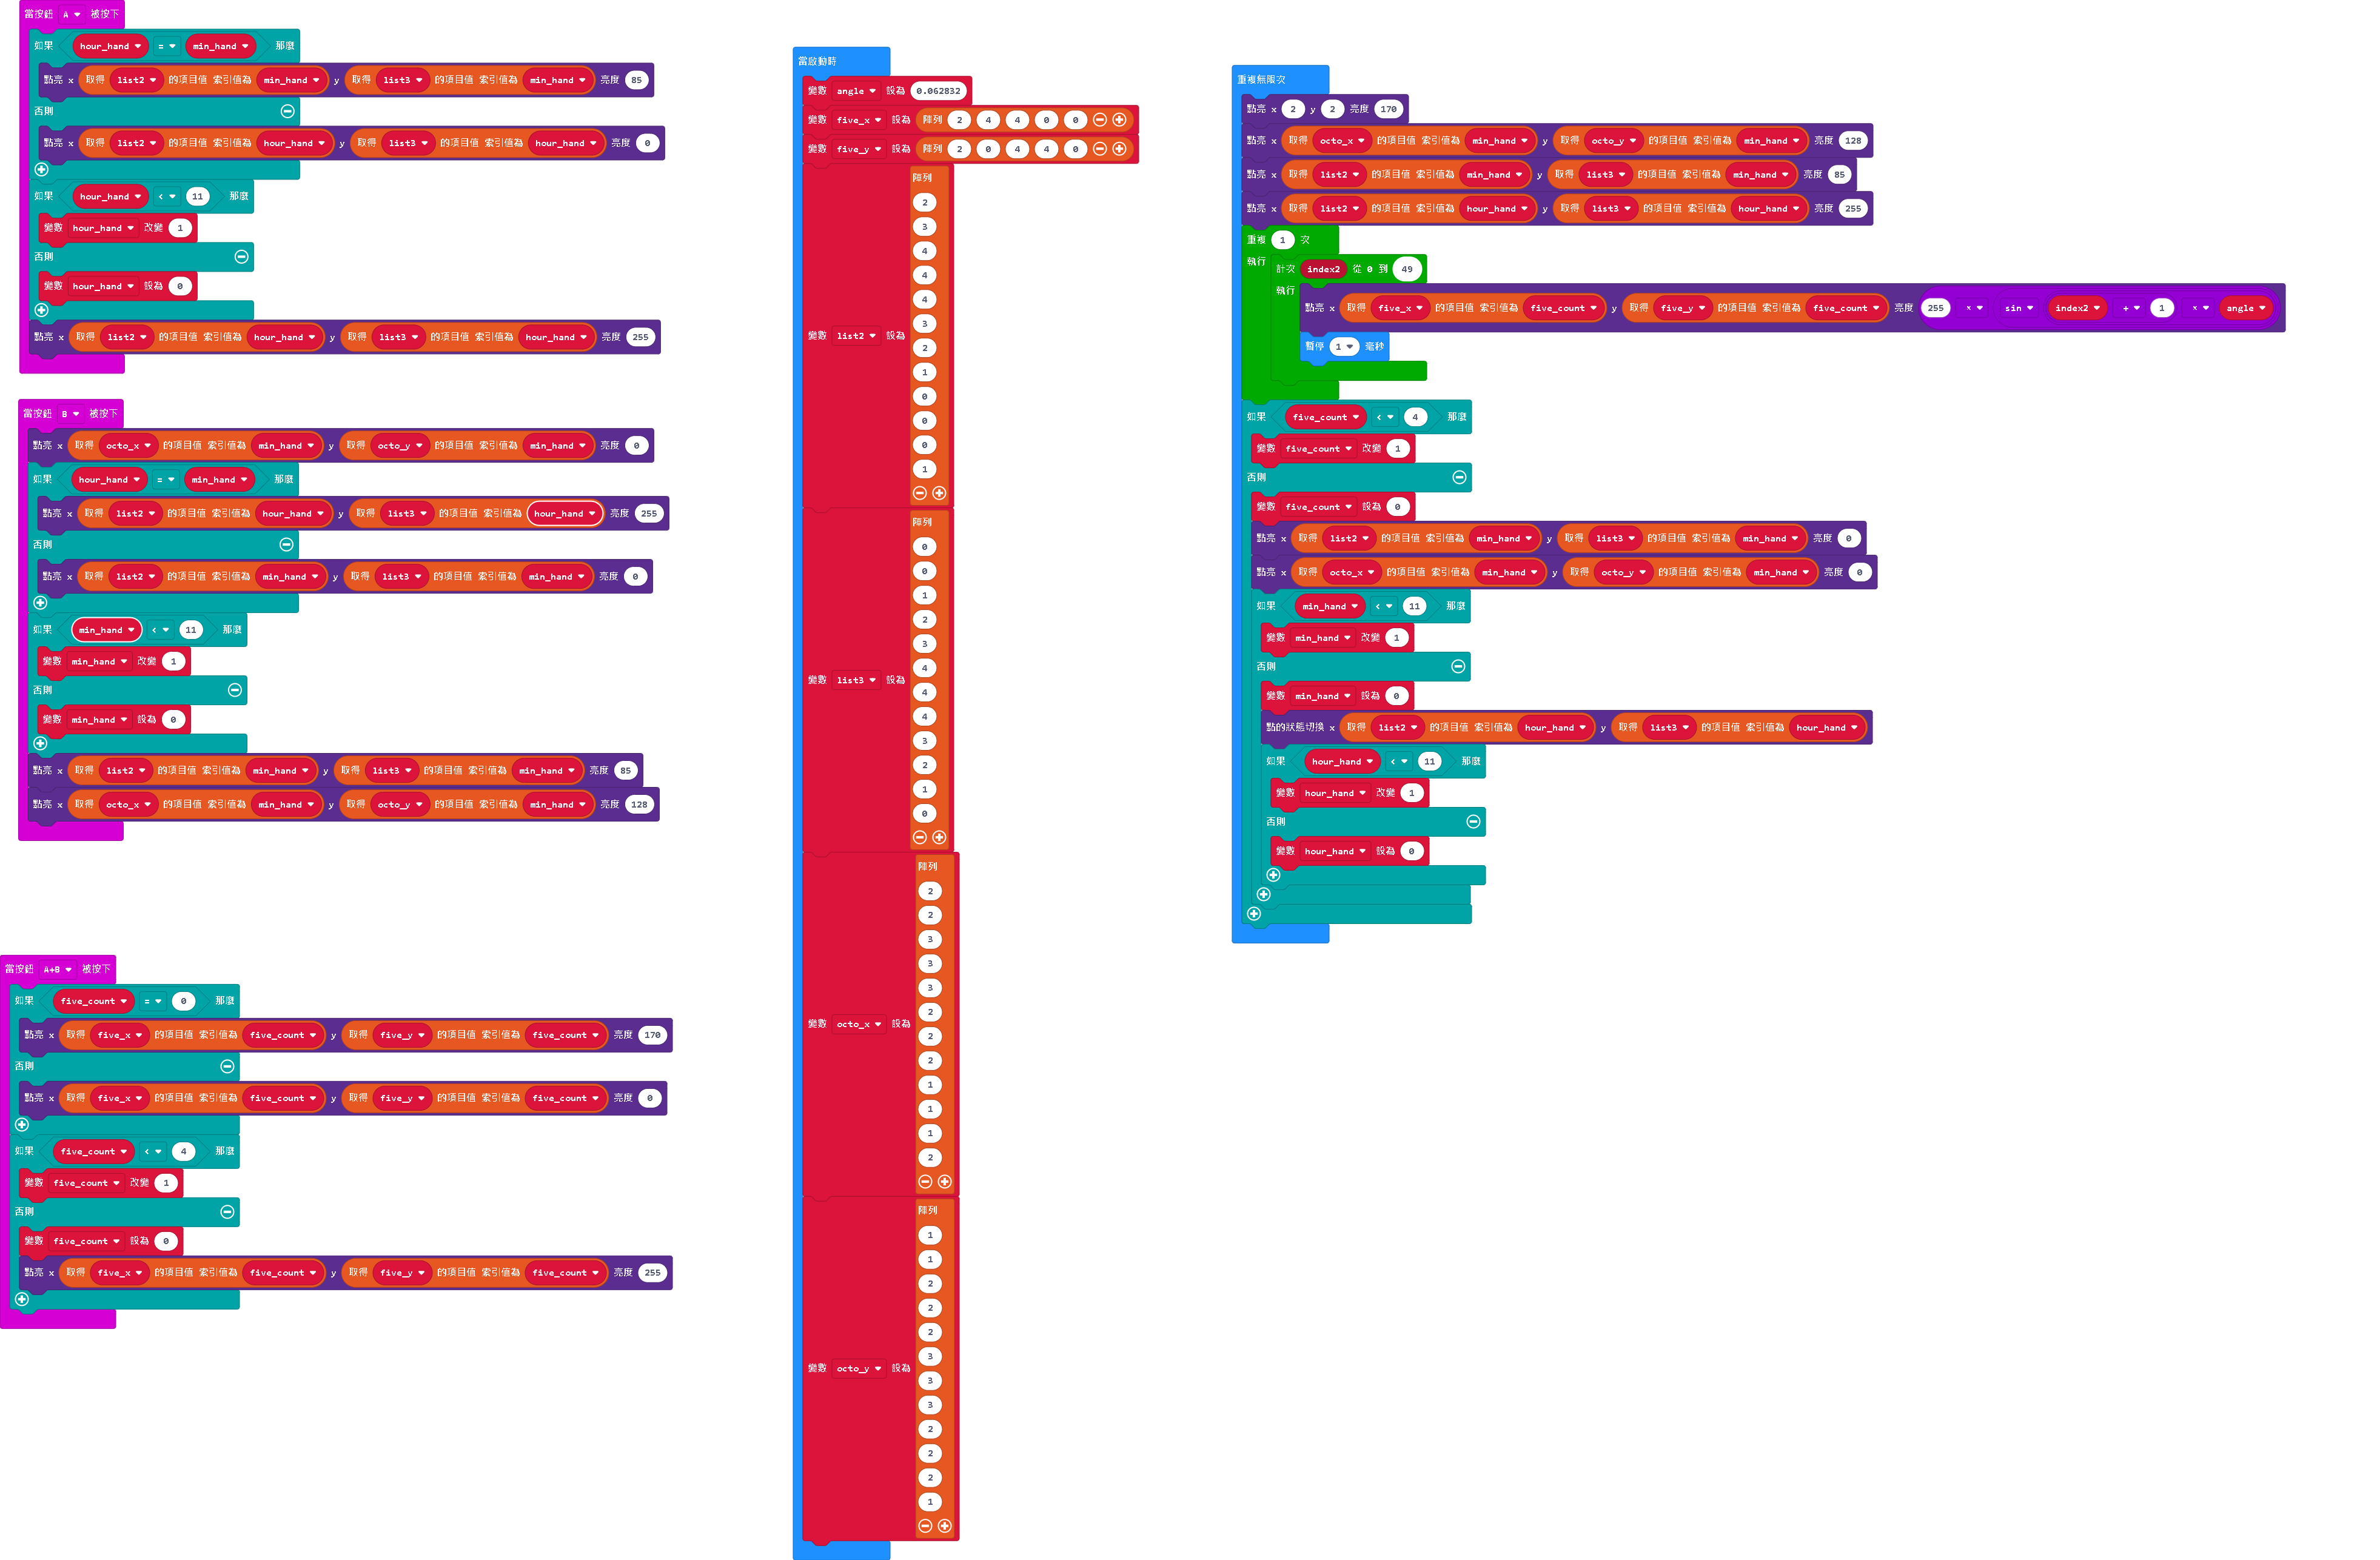 當按鈕 A 被按下
如果 hour_hand = min_hand 那麼
點亮 x 取得 list2 的項目值 索引值為 min_hand y 取得 list3 的項目值 索引值為 min_hand 亮度 85
否則
點亮 x 取得 list2 的項目值 索引值為 hour_hand y 取得 list3 的項目值 索引值為 hour_hand 亮度 0
如果 hour_hand < 11 那麼
變數 hour_hand 改變 1
否則
變數 hour_hand 設為 0
點亮 x 取得 list2 的項目值 索引值為 hour_hand y 取得 list3 的項目值 索引值為 hour_hand 亮度 255
當按鈕 B 被按下
點亮 x 取得 octo_x 的項目值 索引值為 min_hand y 取得 octo_y 的項目值 索引值為 min_hand 亮度 0
如果 hour_hand = min_hand 那麼
點亮 x 取得 list2 的項目值 索引值為 hour_hand y 取得 list3 的項目值 索引值為 hour_hand 亮度 255
否則
點亮 x 取得 list2 的項目值 索引值為 min_hand y 取得 list3 的項目值 索引值為 min_hand 亮度 0
如果 min_hand < 11 那麼
變數 min_hand 改變 1
否則
變數 min_hand 設為 0
點亮 x 取得 list2 的項目值 索引值為 min_hand y 取得 list3 的項目值 索引值為 min_hand 亮度 85
點亮 x 取得 octo_x 的項目值 索引值為 min_hand y 取得 octo_y 的項目值 索引值為 min_hand 亮度 128
當按鈕 A+B 被按下
如果 five_count = 0 那麼
點亮 x 取得 five_x 的項目值 索引值為 five_count y 取得 five_y 的項目值 索引值為 five_count 亮度 170
否則
點亮 x 取得 five_x 的項目值 索引值為 five_count y 取得 five_y 的項目值 索引值為 five_count 亮度 0
如果 five_count < 4 那麼
變數 five_count 改變 1
否則
變數 five_count 設為 0
點亮 x 取得 five_x 的項目值 索引值為 five_count y 取得 five_y 的項目值 索引值為 five_count 亮度 255
當啟動時
變數 angle 設為 0.062832
變數 five_x 設為 陣列 2 4 4 0 0
變數 five_y 設為 陣列 2 0 4 4 0
變數 list2 設為 陣列
2
3
4
4
4
3
2
1
0
0
0
1
變數 list3 設為 陣列
0
0
1
2
3
4
4
4
3
2
1
0
變數 octo_x 設為 陣列
2
2
3
3
3
2
2
2
1
1
1
2
變數 octo_y 設為 陣列
1
1
2
2
2
3
3
3
2
2
2
1
重複無限次
點亮 x 2 y 2 亮度 170
點亮 x 取得 octo_x 的項目值 索引值為 min_hand y 取得 octo_y 的項目值 索引值為 min_hand 亮度 128
點亮 x 取得 list2 的項目值 索引值為 min_hand y 取得 list3 的項目值 索引值為 min_hand 亮度 85
點亮 x 取得 list2 的項目值 索引值為 hour_hand y 取得 list3 的項目值 索引值為 hour_hand 亮度 255
重複 1 次
執行
計次 index2 從 0 到 49
執行
點亮 x 取得 five_x 的項目值 索引值為 five_count y 取得 five_y 的項目值 索引值為 five_count 亮度 255 × sin index2 + 1 × angle
暫停 1 毫秒
如果 five_count < 4 那麼
變數 five_count 改變 1
否則
變數 five_count 設為 0
點亮 x 取得 list2 的項目值 索引值為 min_hand y 取得 list3 的項目值 索引值為 min_hand 亮度 0
點亮 x 取得 octo_x 的項目值 索引值為 min_hand y 取得 octo_y 的項目值 索引值為 min_hand 亮度 0
如果 min_hand < 11 那麼
變數 min_hand 改變 1
否則
變數 min_hand 設為 0
點的狀態切換 x 取得 list2 的項目值 索引值為 hour_hand y 取得 list3 的項目值 索引值為 hour_hand
如果 hour_hand < 11 那麼
變數 hour_hand 改變 1
否則
變數 hour_hand 設為 0